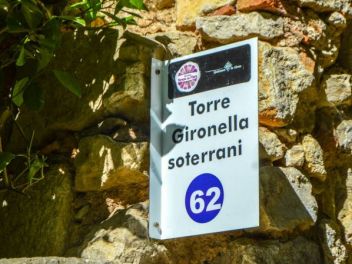 Torre
Gironella
soterrani
62